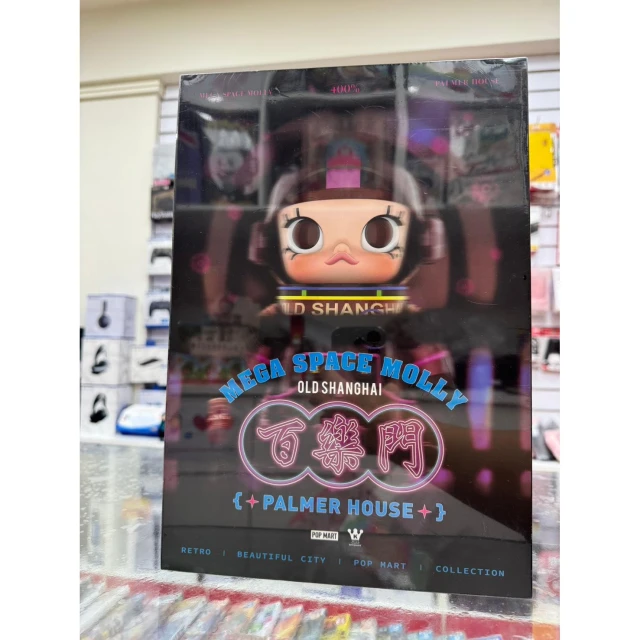 MEGA SPACE MOLLY
400%
PALMER HOUSE
OLD SHANGHAI
MEGA SPACE MOLLY
OLD SHANGHAI
百樂門
{ PALMER HOUSE }
POP MART
RETRO | BEAUTIFUL CITY | POP MART | COLLECTION